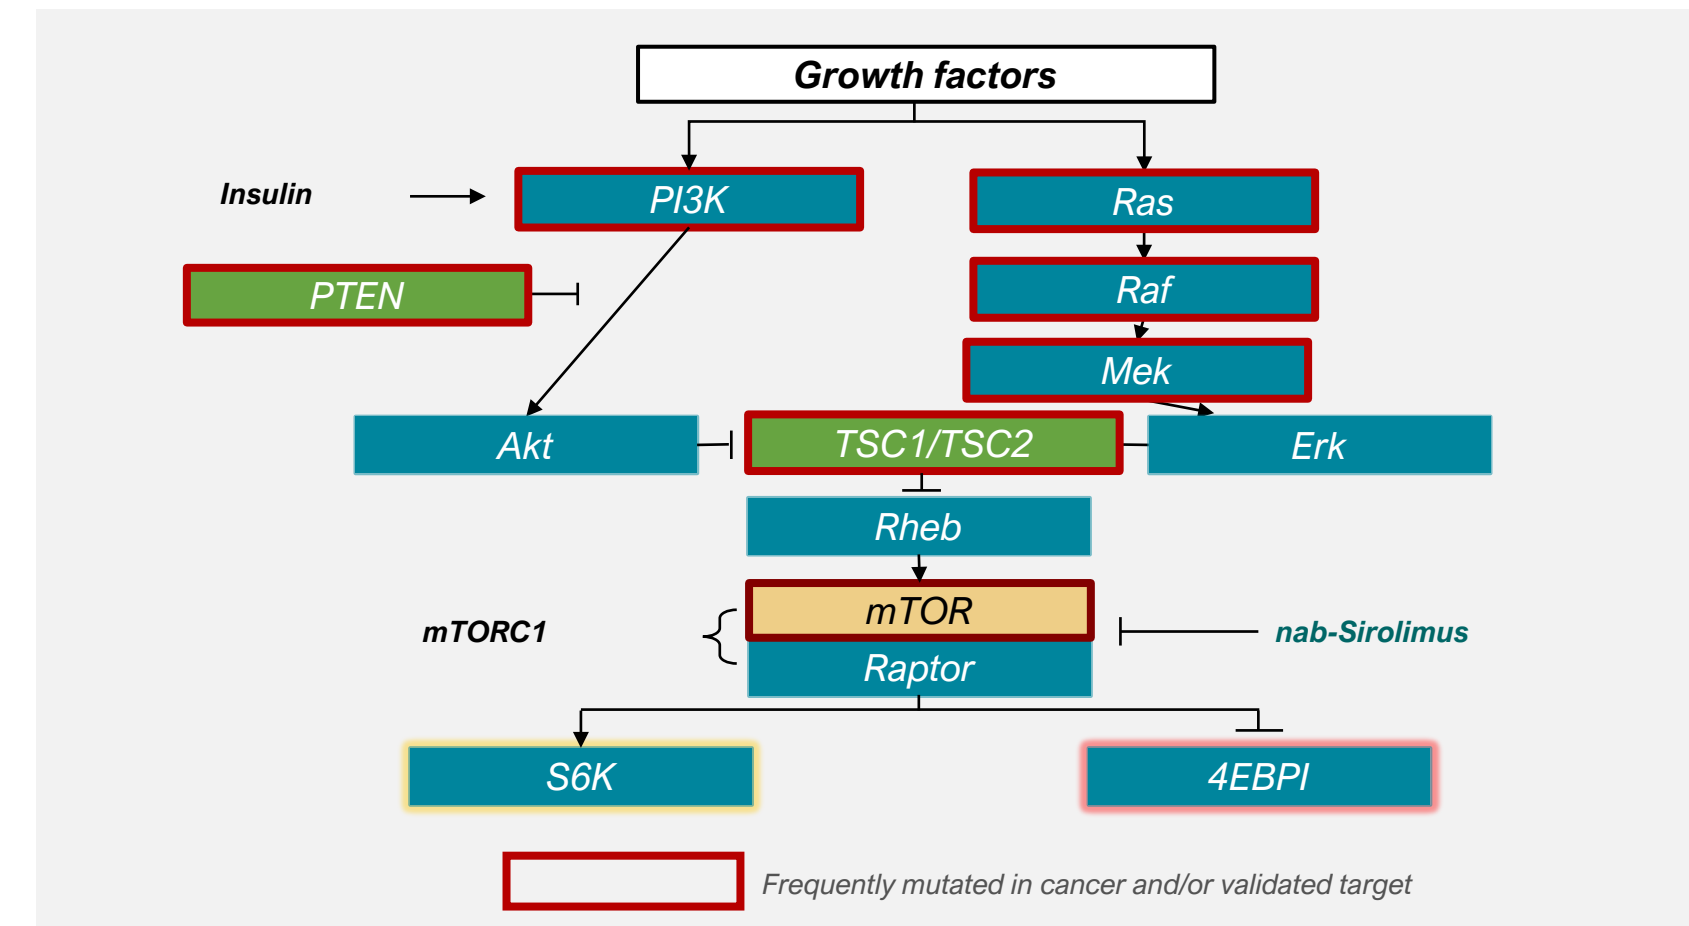 Growth factors
Insulin
PI3K
Ras
PTEN
Raf
Mek
Akt
TSC1/TSC2
Erk
Rheb
mTORC1
mTOR
nab-Sirolimus
Raptor
S6K
4EBPI
Frequently mutated in cancer and/or validated target